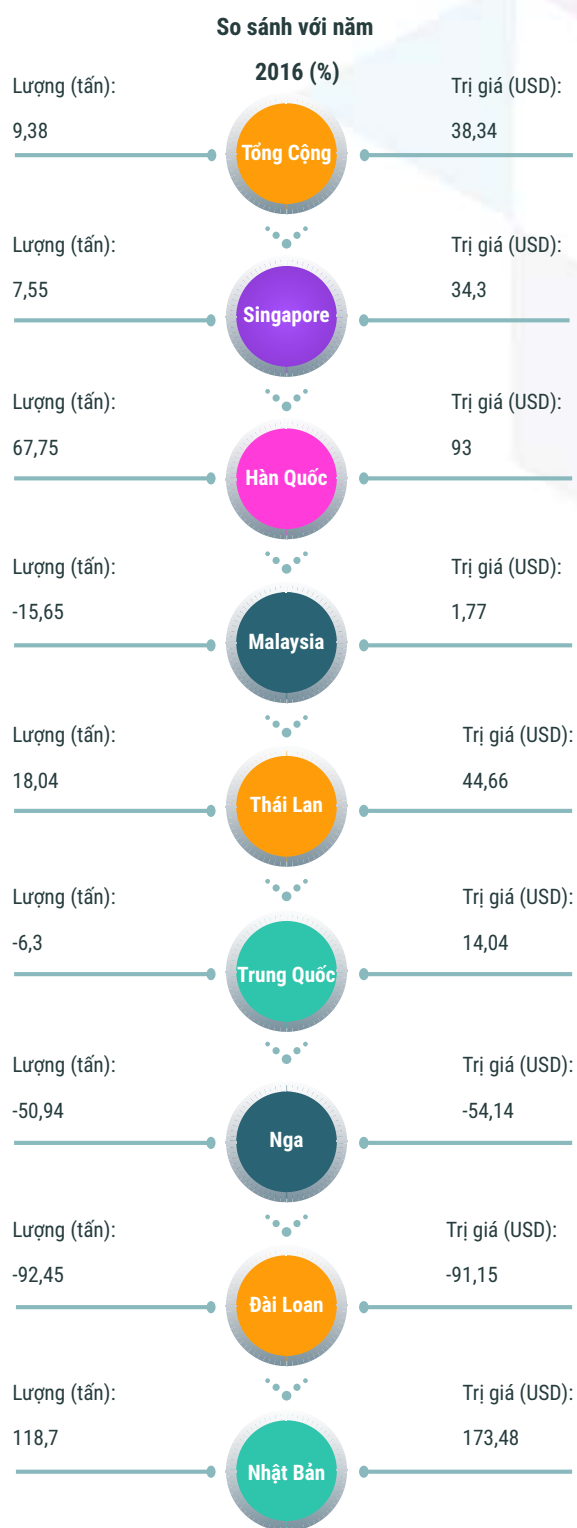 So sánh với năm
2016 (%)
Lượng (tấn):
9,38
Tổng Cộng
Trị giá (USD):
38,34
Lượng (tấn):
7,55
Singapore
Trị giá (USD):
34,3
Lượng (tấn):
67,75
Hàn Quốc
Trị giá (USD):
93
Lượng (tấn):
-15,65
Malaysia
Trị giá (USD):
1,77
Lượng (tấn):
18,04
Thái Lan
Trị giá (USD):
44,66
Lượng (tấn):
-6,3
Trung Quốc
Trị giá (USD):
14,04
Lượng (tấn):
-50,94
Nga
Trị giá (USD):
-54,14
Lượng (tấn):
-92,45
Đài Loan
Trị giá (USD):
-91,15
Lượng (tấn):
118,7
Nhật Bản
Trị giá (USD):
173,48